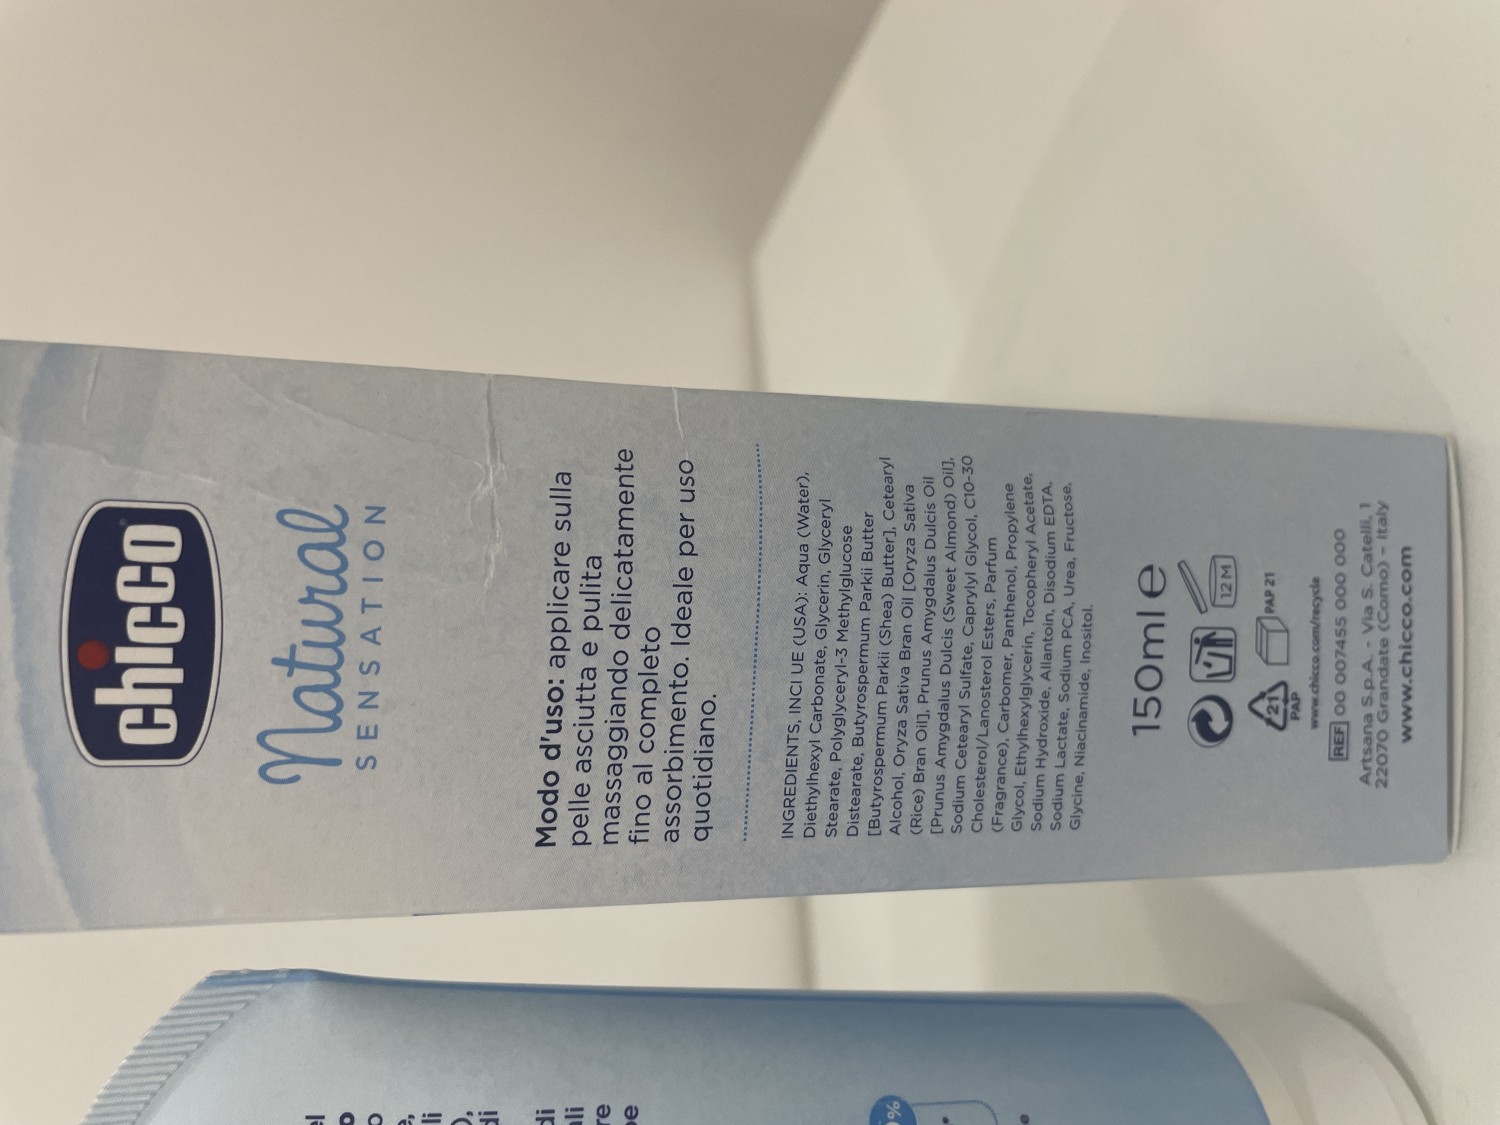 chicco
Natural
SENSATION
Modo d'uso: applicare sulla
pelle asciutta e pulita
massaggiando delicatamente
fino al completo
assorbimento. Ideale per uso
quotidiano.
INGREDIENTS, INCI UE (USA): Aqua (Water),
Diethylhexyl Carbonate, Glycerin, Glyceryl
Stearate, Polyglyceryl-3 Methylglucose
Distearate, Butyrospermum Parkii Butter
[Butyrospermum Parkii (Shea) Butter], Cetearyl
Alcohol, Oryza Sativa Bran Oil [Oryza Sativa
(Rice) Bran Oil], Prunus Amygdalus Dulcis Oil
[Prunus Amygdalus Dulcis (Sweet Almond) Oil],
Sodium Cetearyl Sulfate, Caprylyl Glycol, C10-30
Cholesterol/Lanosterol Esters, Parfum
(Fragrance), Carbomer, Panthenol, Propylene
Glycol, Ethylhexylglycerin, Tocopheryl Acetate,
Sodium Hydroxide, Allantoin, Disodium EDTA,
Sodium Lactate, Sodium PCA, Urea, Fructose,
Glycine, Niacinamide, Inositol.
150ml e
12M
21
PAP
PAP 21
www.chicco.com/recycle
REF 00 007455 000 000
Artsana S.p.A. - Via S. Catelli, 1
22070 Grandate (Como) - Italy
www.chicco.com